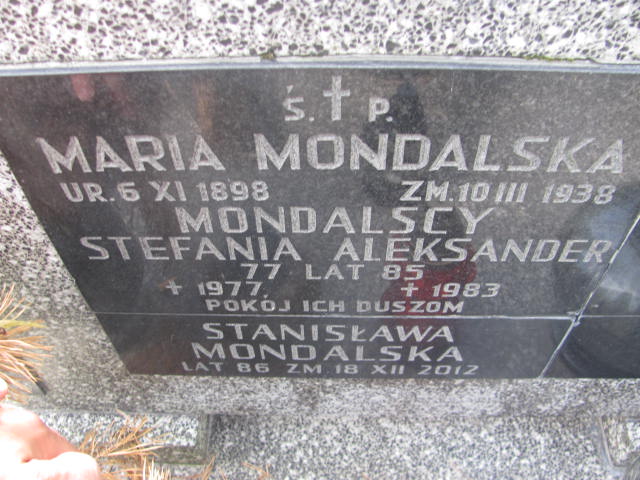 Ś. † P.
MARIA MONDALSKA
UR. 6 XI 1898 ZM. 10 III 1938
MONDALSCY
STEFANIA ALEKSANDER
77 LAT 85
+ 1977, + 1983
POKÓJ ICH DUSZOM
STANISŁAWA
MONDALSKA
LAT 86 ZM. 18 XII 2012